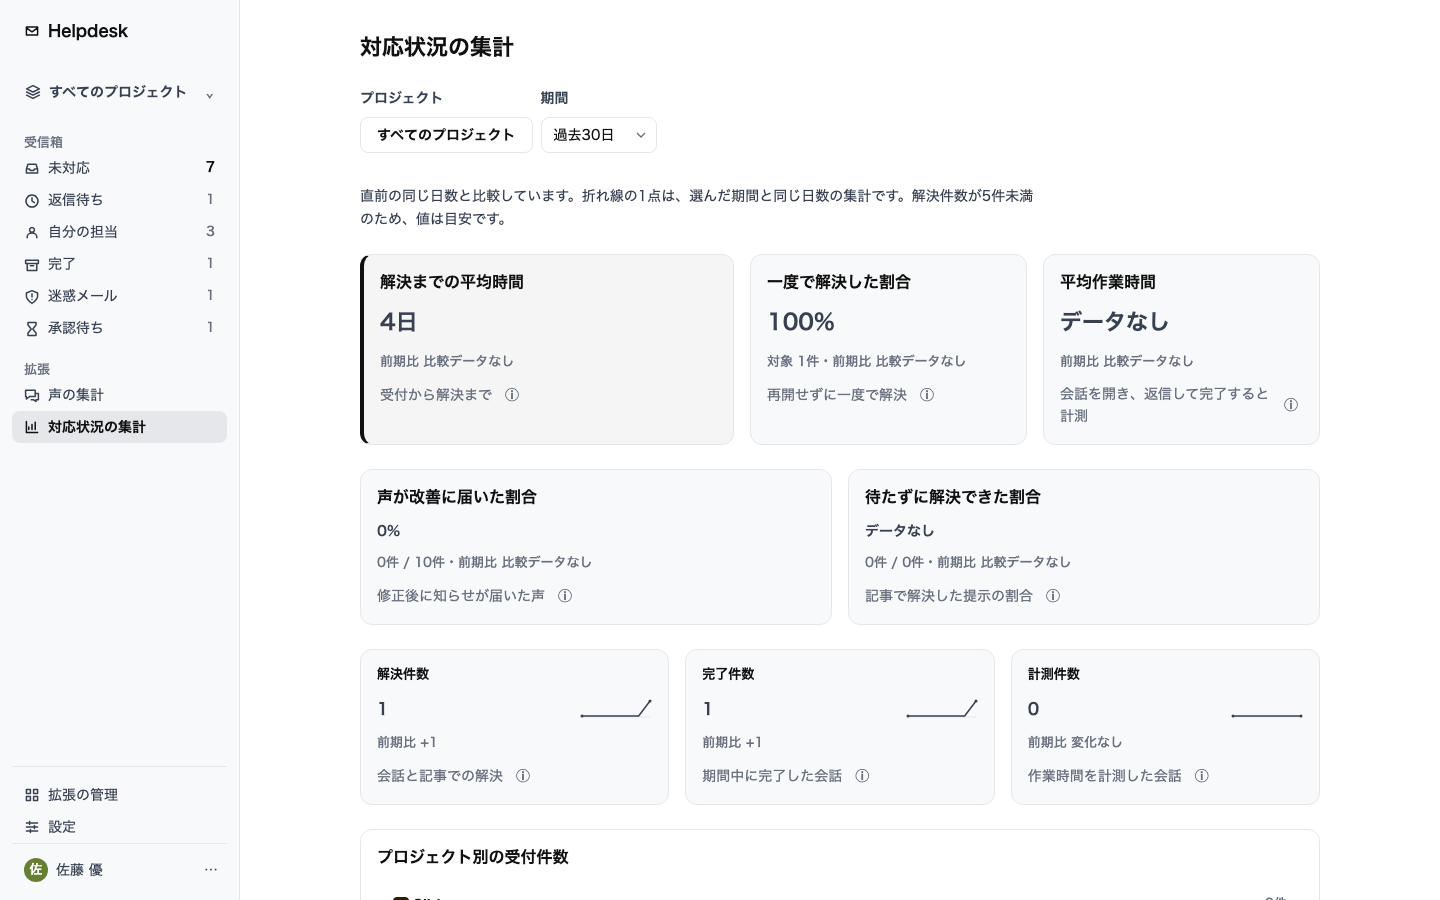 Helpdesk
すべてのプロジェクト
受信箱
未対応 7
返信待ち 1
自分の担当 3
完了 1
迷惑メール 1
承認待ち 1
拡張
声の集計
対応状況の集計
拡張の管理
設定
佐 佐藤 優 …
対応状況の集計
プロジェクト 期間
すべてのプロジェクト 過去30日
直前の同じ日数と比較しています。折れ線の1点は、選んだ期間と同じ日数の集計です。解決件数が5件未満
のため、値は目安です。
解決までの平均時間
4日
前期比 比較データなし
受付から解決まで
一度で解決した割合
100%
対象 1件・前期比 比較データなし
再開せずに一度で解決
平均作業時間
データなし
前期比 比較データなし
会話を開き、返信して完了すると
計測
声が改善に届いた割合
0%
0件 / 10件・前期比 比較データなし
修正後に知らせが届いた声
待たずに解決できた割合
データなし
0件 / 0件・前期比 比較データなし
記事で解決した提示の割合
解決件数
1
前期比 +1
会話と記事での解決
完了件数
1
前期比 +1
期間中に完了した会話
計測件数
0
前期比 変化なし
作業時間を計測した会話
プロジェクト別の受付件数